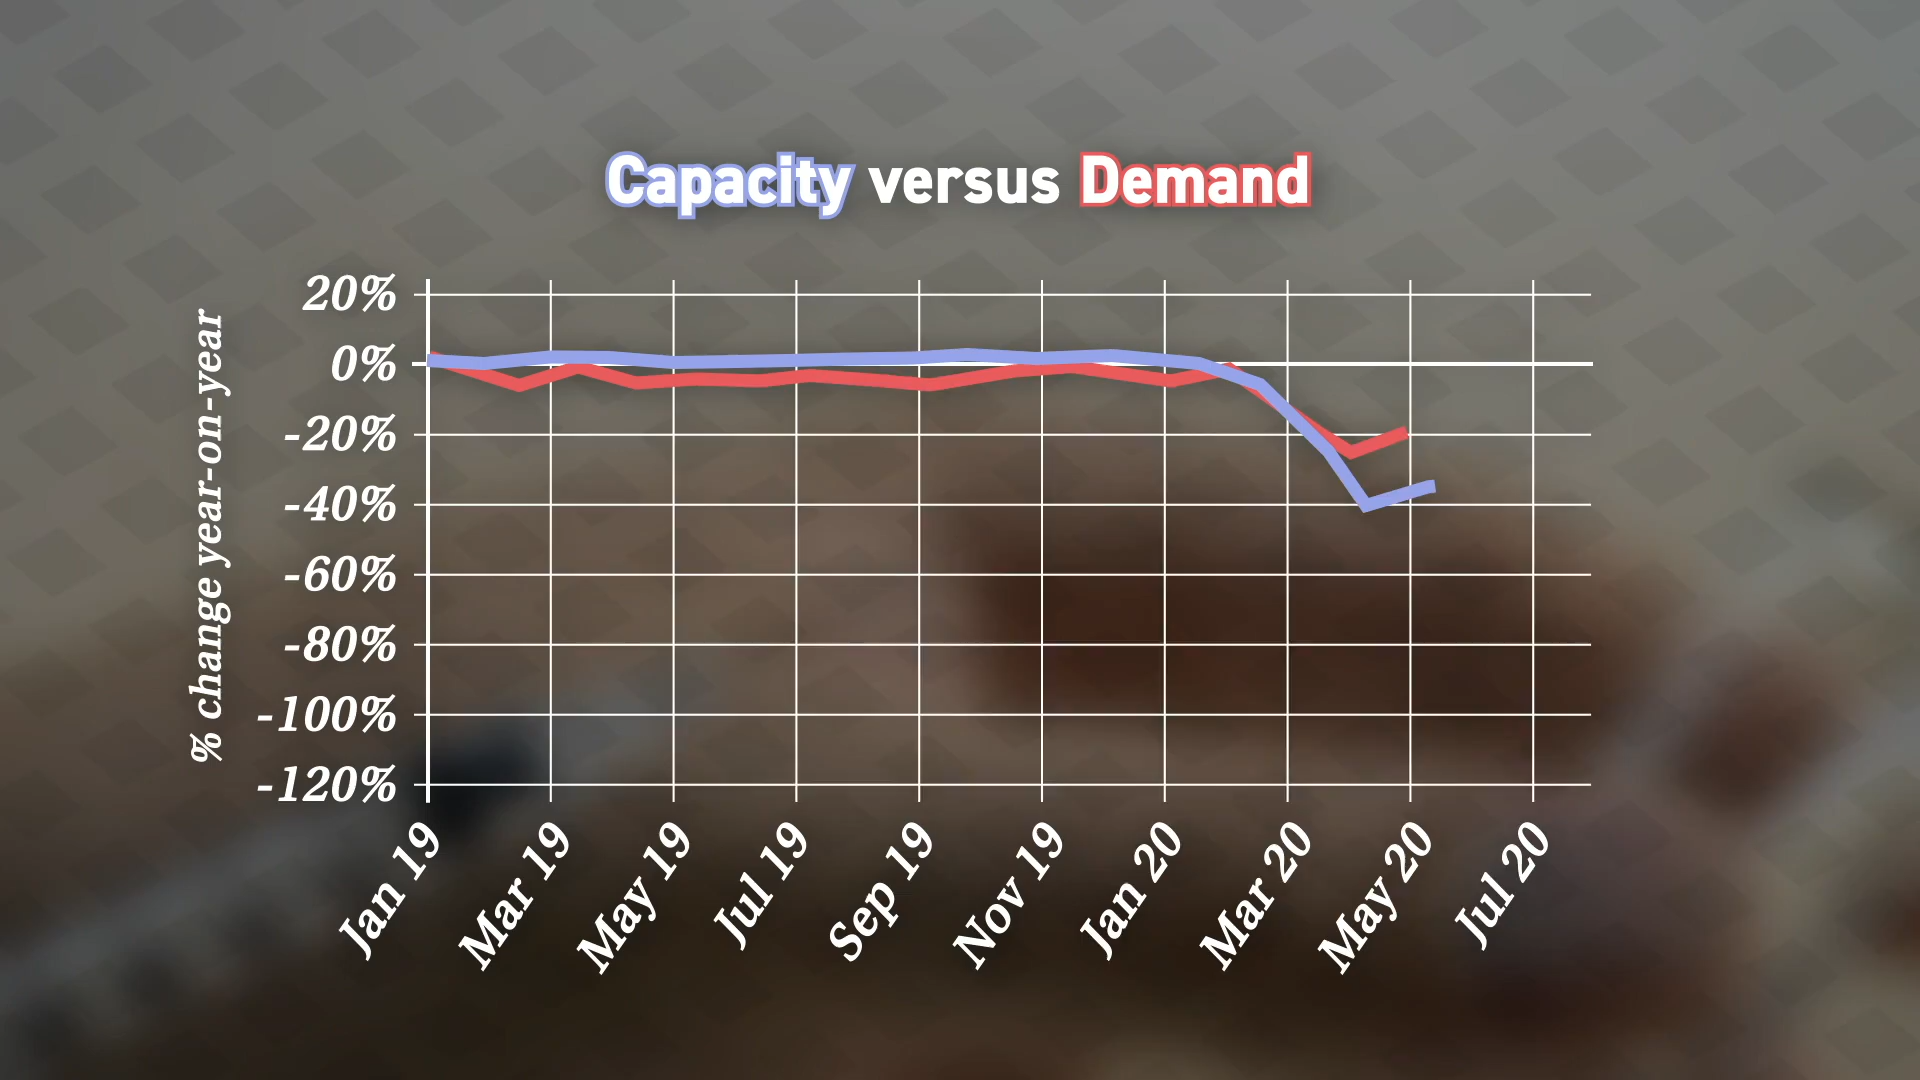 Capacity versus Demand
% change year-on-year
20%
0%
-20%
-40%
-60%
-80%
-100%
-120%
Jan 19
Mar 19
May 19
Jul 19
Sep 19
Nov 19
Jan 20
Mar 20
May 20
Jul 20